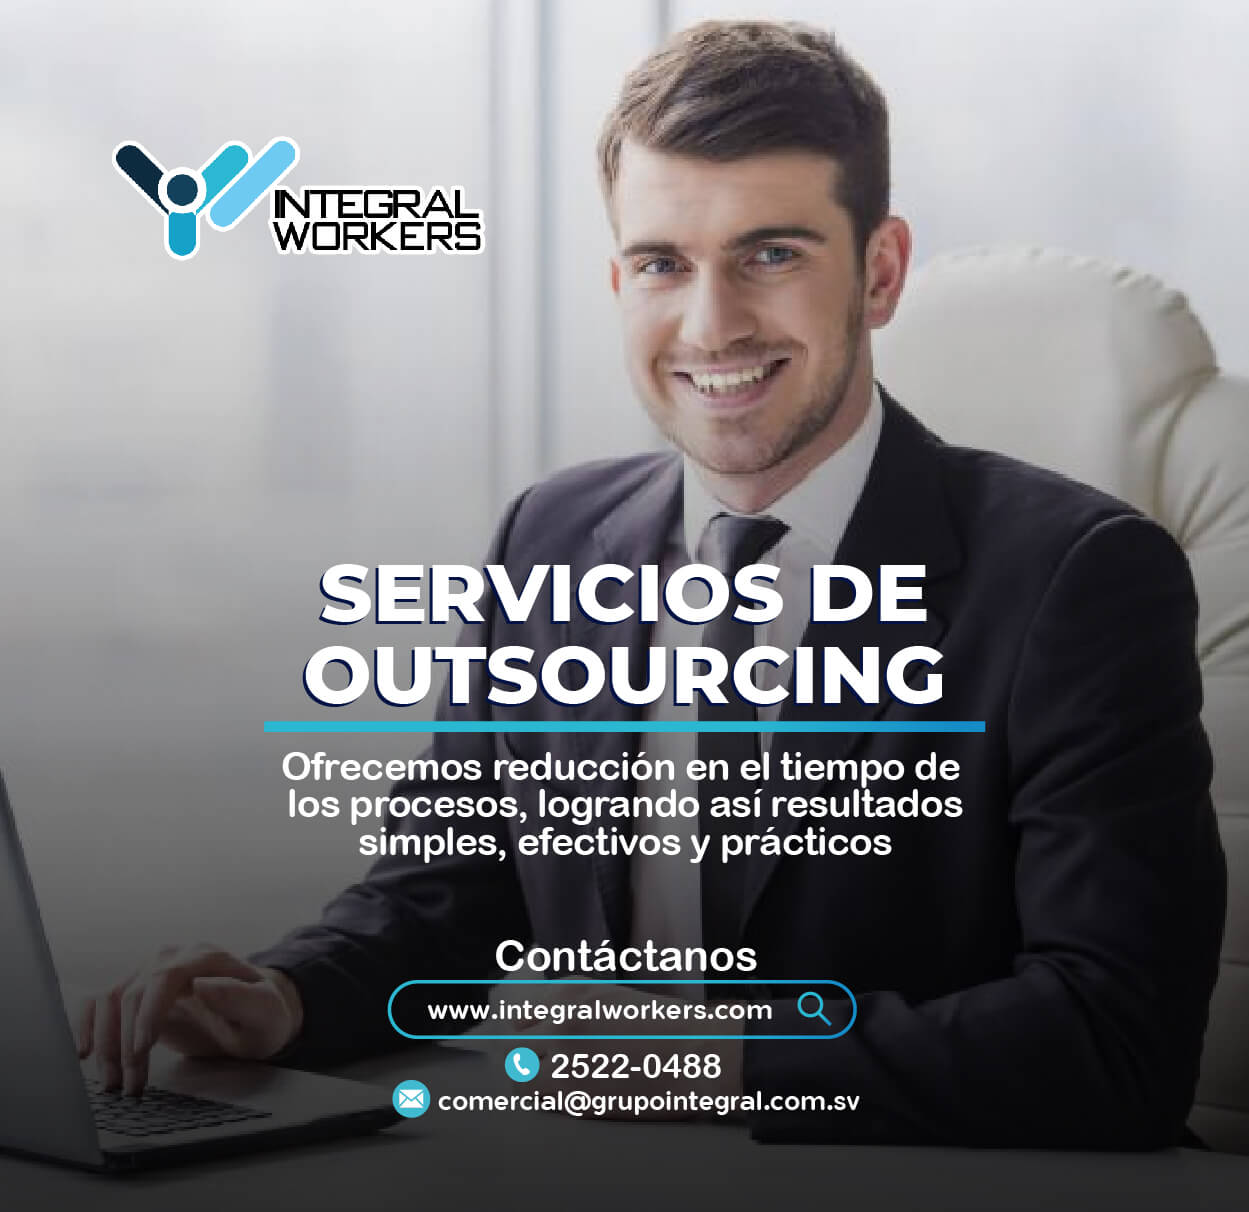 INTEGRAL
WORKERS
SERVICIOS DE
OUTSOURCING
Ofrecemos reducción en el tiempo de
los procesos, logrando así resultados
simples, efectivos y prácticos
Contáctanos
www.integralworkers.com
2522-0488
comercial@grupointegral.com.sv